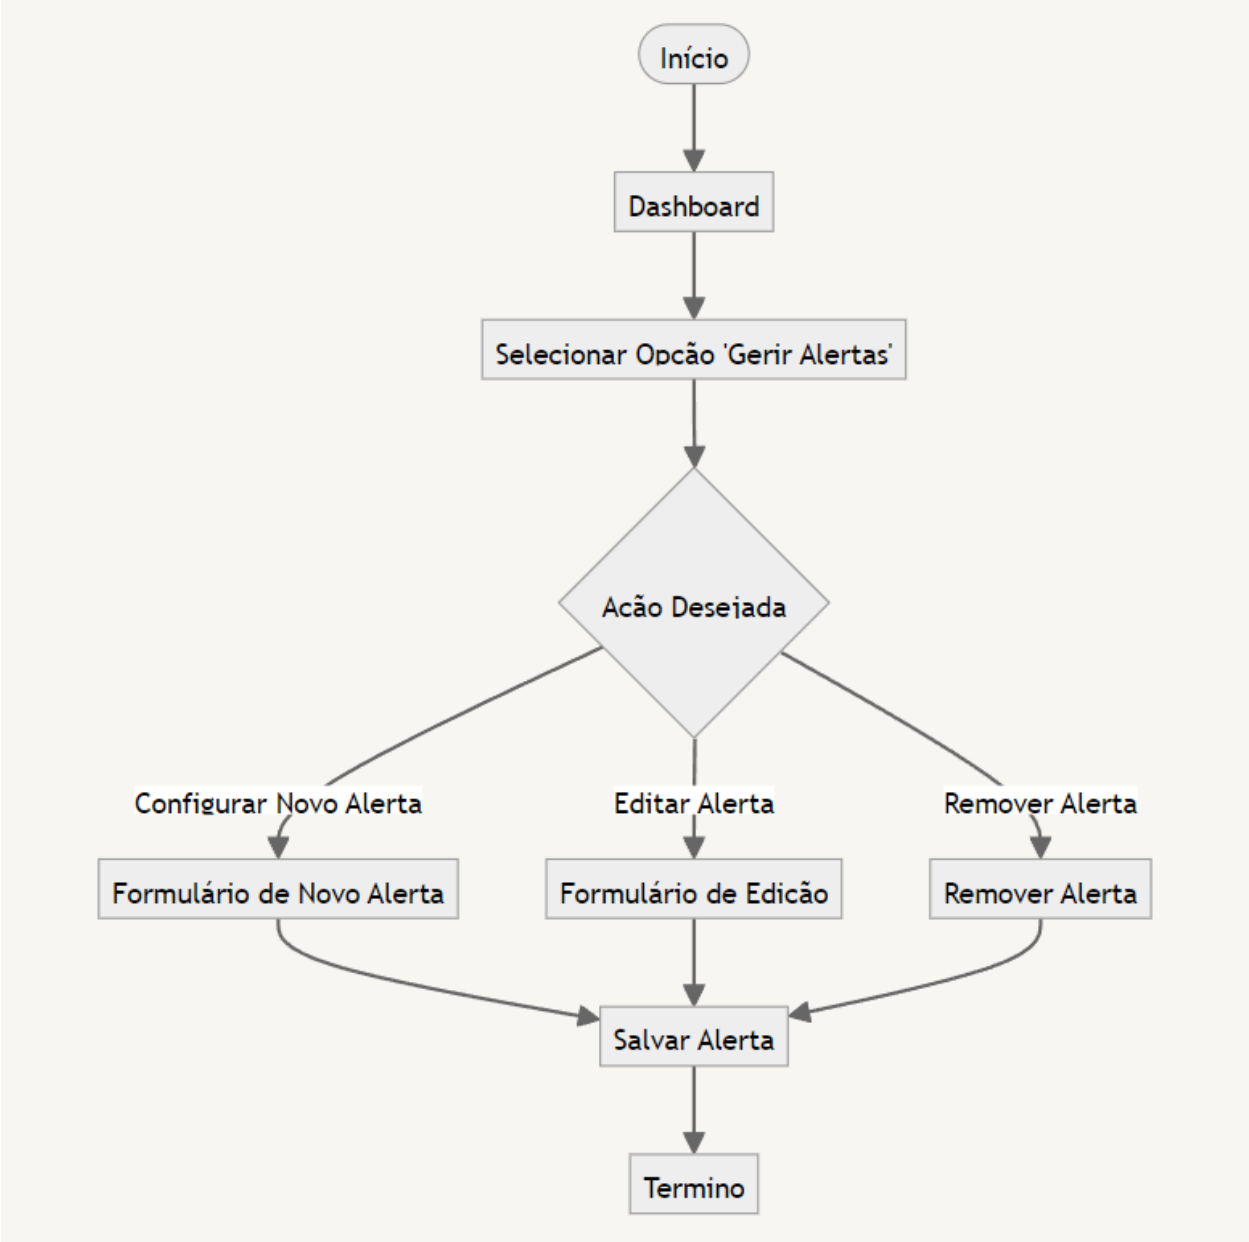 Início
Dashboard
Selecionar Opção 'Gerir Alertas'
Ação Desejada
Configurar Novo Alerta
Editar Alerta
Remover Alerta
Formulário de Novo Alerta
Formulário de Edição
Remover Alerta
Salvar Alerta
Termino